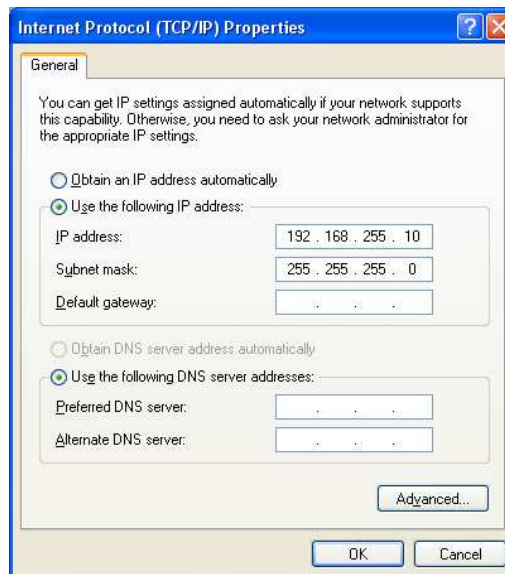 Internet Protocol (TCP/IP) Properties
General
You can get IP settings assigned automatically if your network supports
this capability. Otherwise, you need to ask your network administrator for
the appropriate IP settings.
Obtain an IP address automatically
Use the following IP address:
IP address: 192 . 168 . 255 . 10
Subnet mask: 255 . 255 . 255 . 0
Default gateway: . . .
Obtain DNS server address automatically
Use the following DNS server addresses:
Preferred DNS server: . . .
Alternate DNS server: . . .
Advanced...
OK Cancel